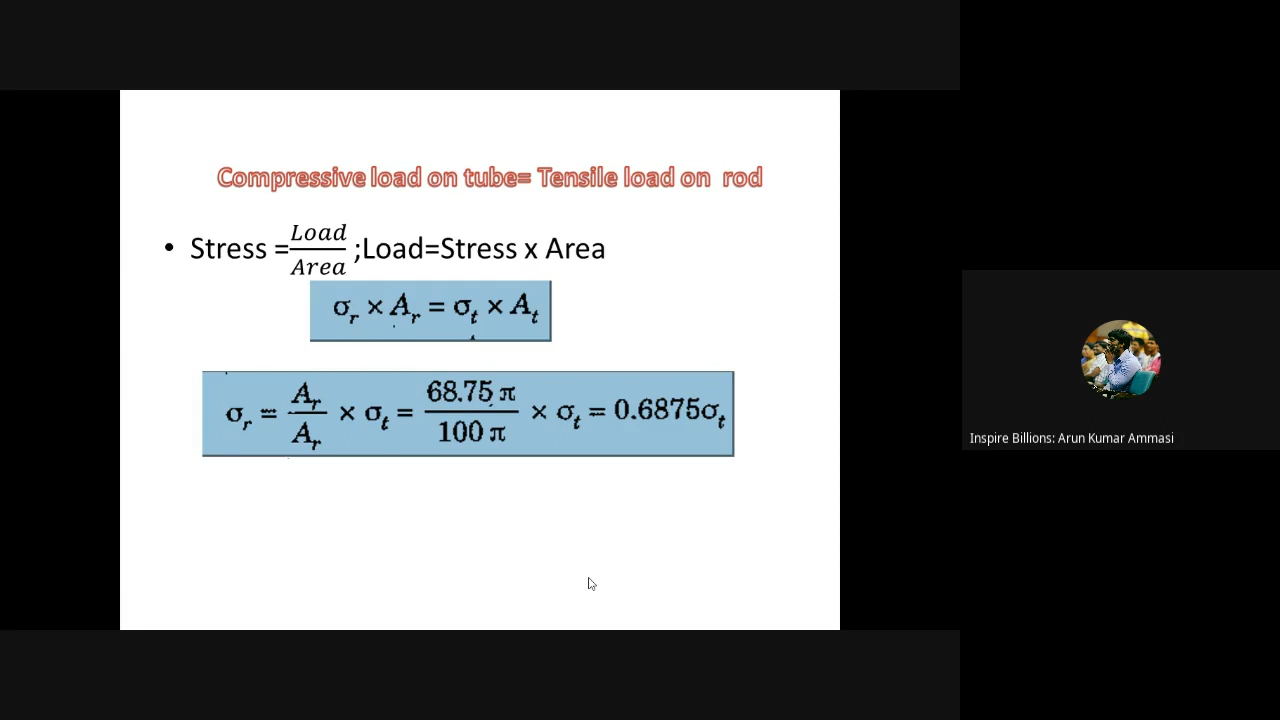 Compressive load on tube= Tensile load on rod
• Stress =Load/Area ;Load=Stress x Area
σr × Ar = σt × At
σr = Ar/Ar × σt = 68.75 π/100 π × σt = 0.6875σt
Inspire Billions: Arun Kumar Ammasi